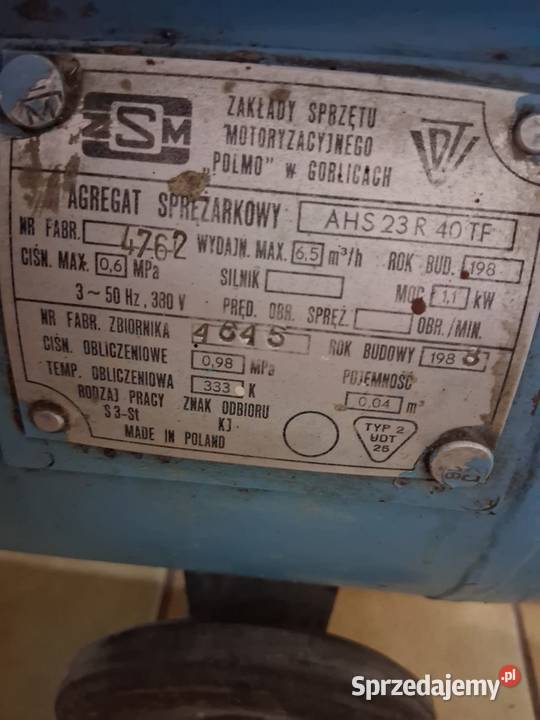 ZSM
ZAKŁADY SPRZĘTU
MOTORYZACYJNEGO
„POLMO" W GORLICACH
UDT
AGREGAT SPRĘŻARKOWY AHS 23 R 40 TF
NR FABR. 4762 WYDAJN. MAX. 6,5 m³/h ROK BUD. 198
CIŚN. MAX. 0,6 MPa SILNIK MOC 1,1 kW
3 ~ 50 Hz, 380 V PRĘD. OBR. SPRĘŻ. OBR./MIN.
NR FABR. ZBIORNIKA 4645 ROK BUDOWY 1988
CIŚN. OBLICZENIOWE 0,98 MPa POJEMNOŚĆ
TEMP. OBLICZENIOWA 333 K 0,04 m³
RODZAJ PRACY ZNAK ODBIORU
S3-St KJ
MADE IN POLAND
TYP 2
UDT
25
Sprzedajemy.pl